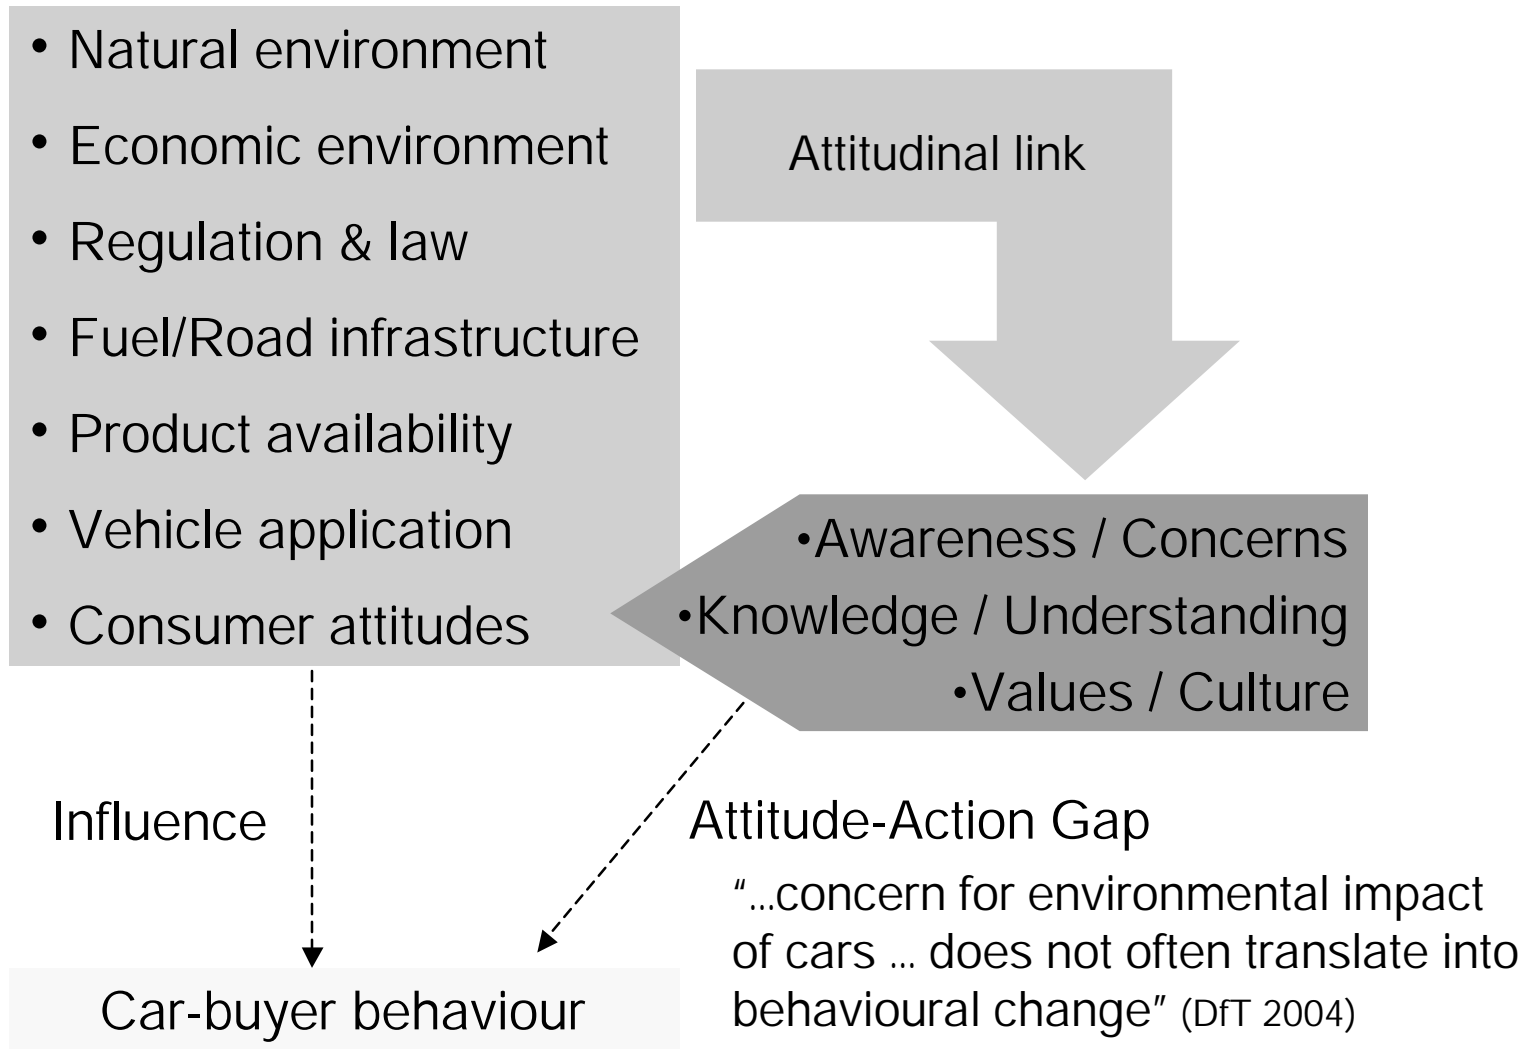 • Natural environment
• Economic environment
• Regulation & law
• Fuel/Road infrastructure
• Product availability
• Vehicle application
• Consumer attitudes
Attitudinal link
•Awareness / Concerns
•Knowledge / Understanding
•Values / Culture
Influence
Attitude-Action Gap
"...concern for environmental impact
of cars ... does not often translate into
behavioural change" (DfT 2004)
Car-buyer behaviour